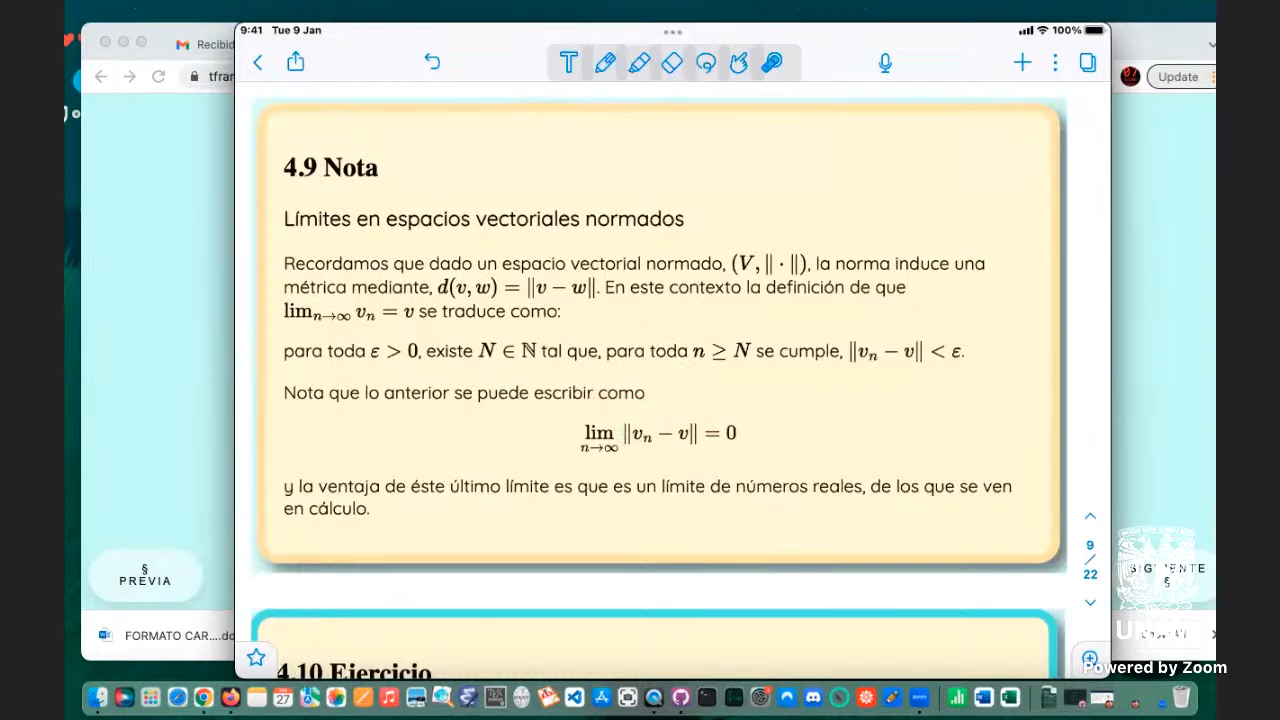 9:41 Tue 9 Jan
100%
Recibid
tfran
Update
4.9 Nota
Límites en espacios vectoriales normados
Recordamos que dado un espacio vectorial normado, (V, ‖ · ‖), la norma induce una
métrica mediante, d(v, w) = ‖v − w‖. En este contexto la definición de que
lim_{n→∞} v_n = v se traduce como:
para toda ε > 0, existe N ∈ ℕ tal que, para toda n ≥ N se cumple, ‖v_n − v‖ < ε.
Nota que lo anterior se puede escribir como
lim_{n→∞} ‖v_n − v‖ = 0
y la ventaja de éste último límite es que es un límite de números reales, de los que se ven
en cálculo.
9
/
22
§
PREVIA
SIGUIENTE
§
FORMATO CAR....do
4.10 Ejercicio
Powered by Zoom
27